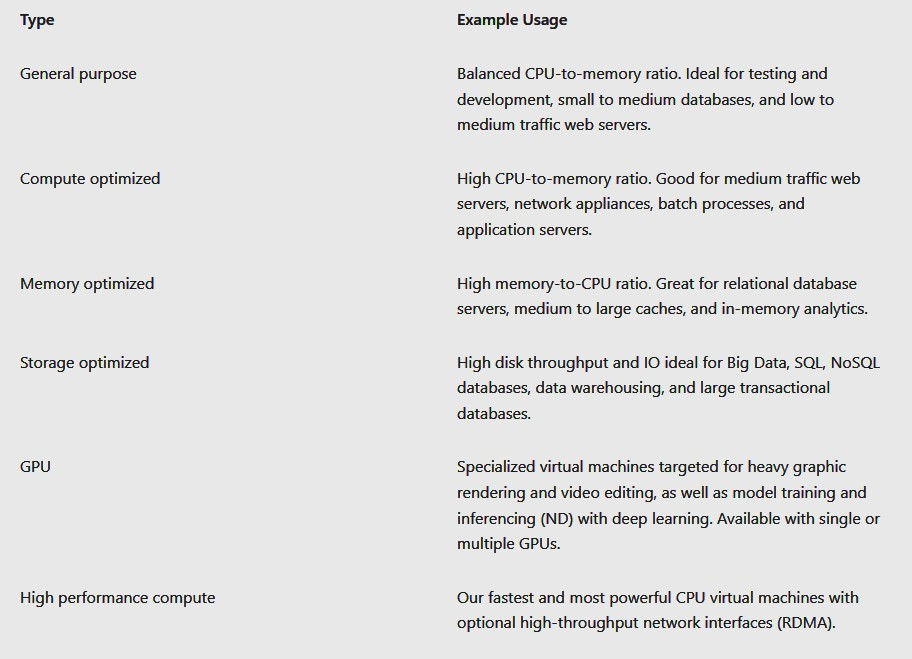 Type
Example Usage
General purpose
Balanced CPU-to-memory ratio. Ideal for testing and
development, small to medium databases, and low to
medium traffic web servers.
Compute optimized
High CPU-to-memory ratio. Good for medium traffic web
servers, network appliances, batch processes, and
application servers.
Memory optimized
High memory-to-CPU ratio. Great for relational database
servers, medium to large caches, and in-memory analytics.
Storage optimized
High disk throughput and IO ideal for Big Data, SQL, NoSQL
databases, data warehousing, and large transactional
databases.
GPU
Specialized virtual machines targeted for heavy graphic
rendering and video editing, as well as model training and
inferencing (ND) with deep learning. Available with single or
multiple GPUs.
High performance compute
Our fastest and most powerful CPU virtual machines with
optional high-throughput network interfaces (RDMA).